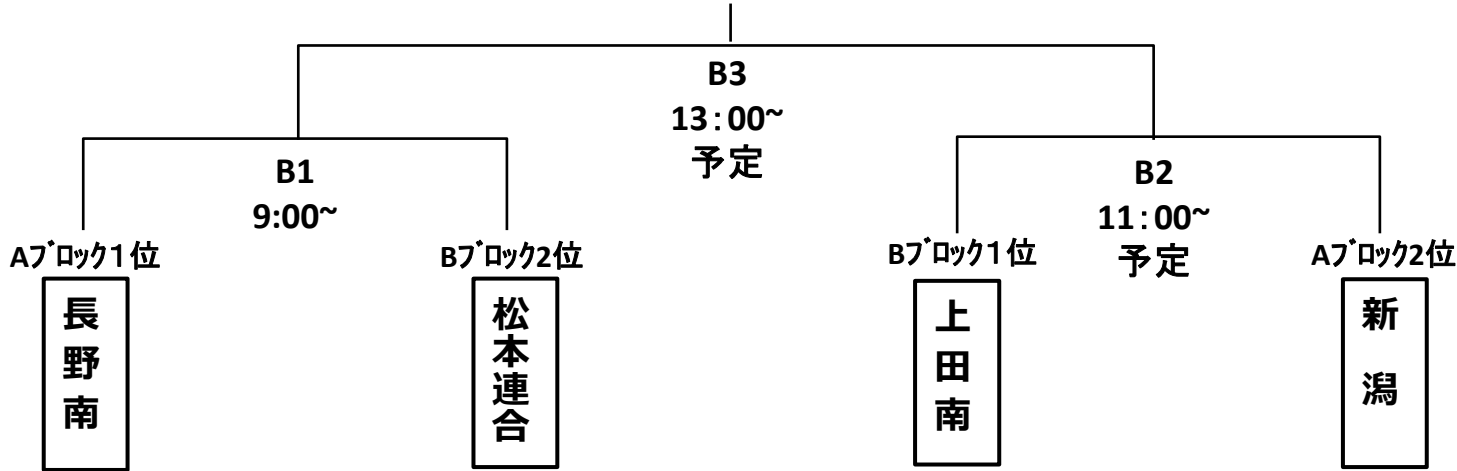 B3
13:00~
予定
B1
9:00~
B2
11:00~
予定
Aブロック1位
Bブロック2位
Bブロック1位
Aブロック2位
長野南
松本連合
上田南
新潟